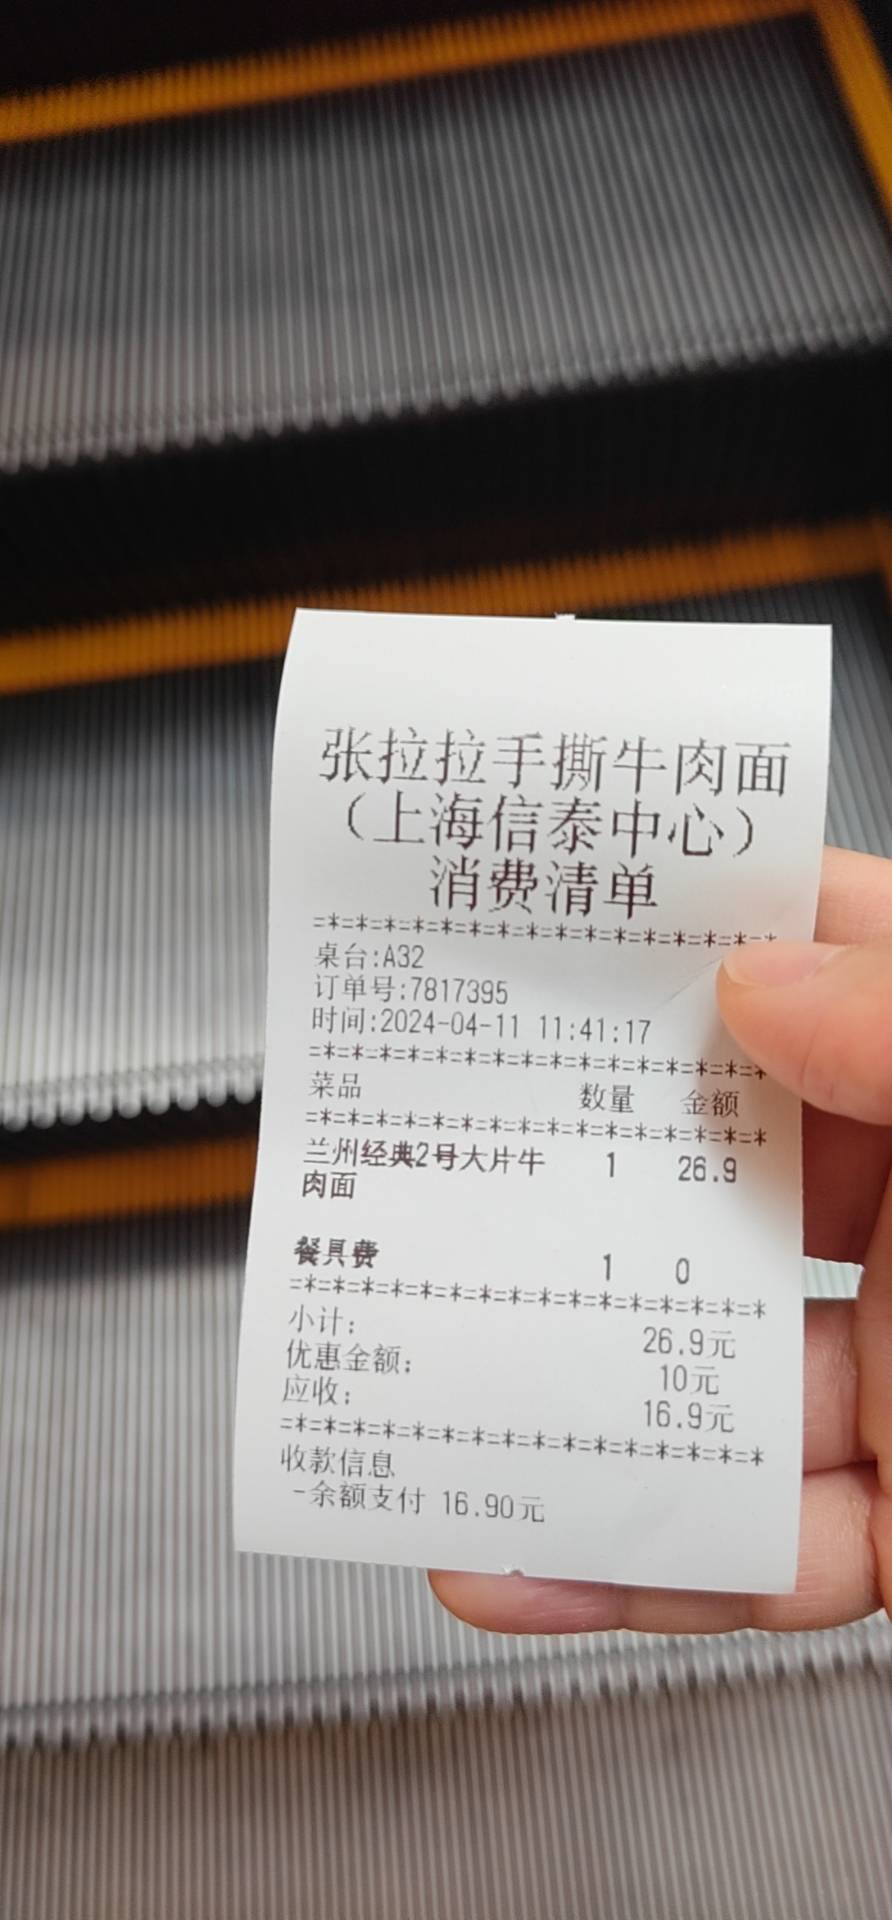 张拉拉手撕牛肉面
（上海信泰中心）
消费清单
=*=*=*=*=*=*=*=*=*=*=*=*=*=*=*=*
桌台:A32
订单号:7817395
时间:2024-04-11 11:41:17
=*=*=*=*=*=*=*=*=*=*=*=*=*=*=*=*
菜品 数量 金额
=*=*=*=*=*=*=*=*=*=*=*=*=*=*=*=*
兰州经典2号大片牛 1 26.9
肉面
餐具费 1 0
=*=*=*=*=*=*=*=*=*=*=*=*=*=*=*=*
小计: 26.9元
优惠金额: 10元
应收: 16.9元
=*=*=*=*=*=*=*=*=*=*=*=*=*=*=*=*
收款信息
-余额支付 16.90元